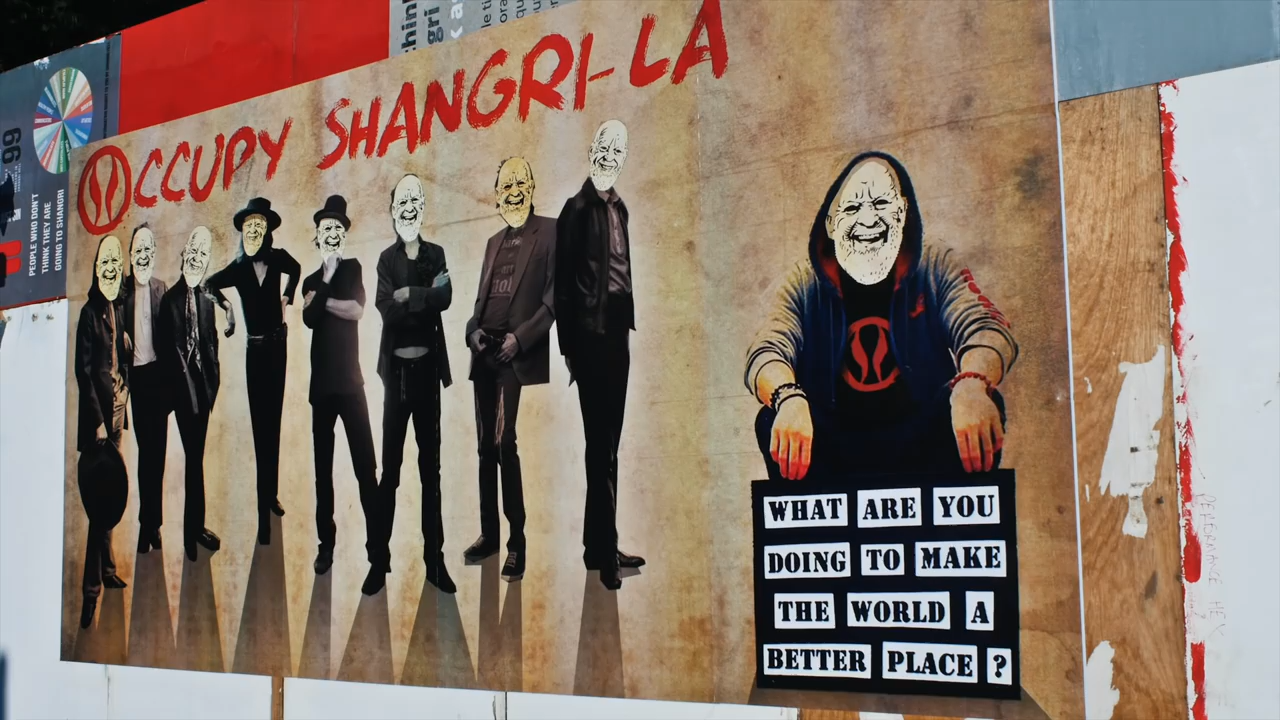 OCCUPY SHANGRI-LA
PEOPLE WHO DON'T
THINK THEY ARE
GOING TO SHANGRI
99
WHAT ARE YOU
DOING TO MAKE
THE WORLD A
BETTER PLACE?